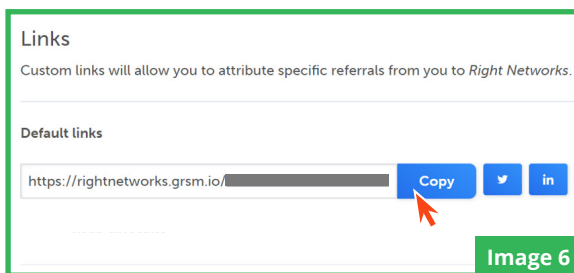 Links
Custom links will allow you to attribute specific referrals from you to Right Networks.
Default links
https://rightnetworks.grsm.io/
Copy
in
Image 6